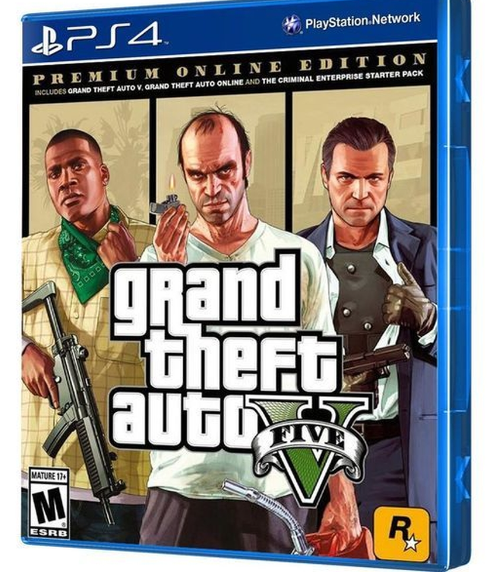 PS4
PlayStation Network
PREMIUM ONLINE EDITION
INCLUDES GRAND THEFT AUTO V, GRAND THEFT AUTO ONLINE AND THE CRIMINAL ENTERPRISE STARTER PACK
grand
theft
auto V
FIVE
MATURE 17+
M
ESRB
R